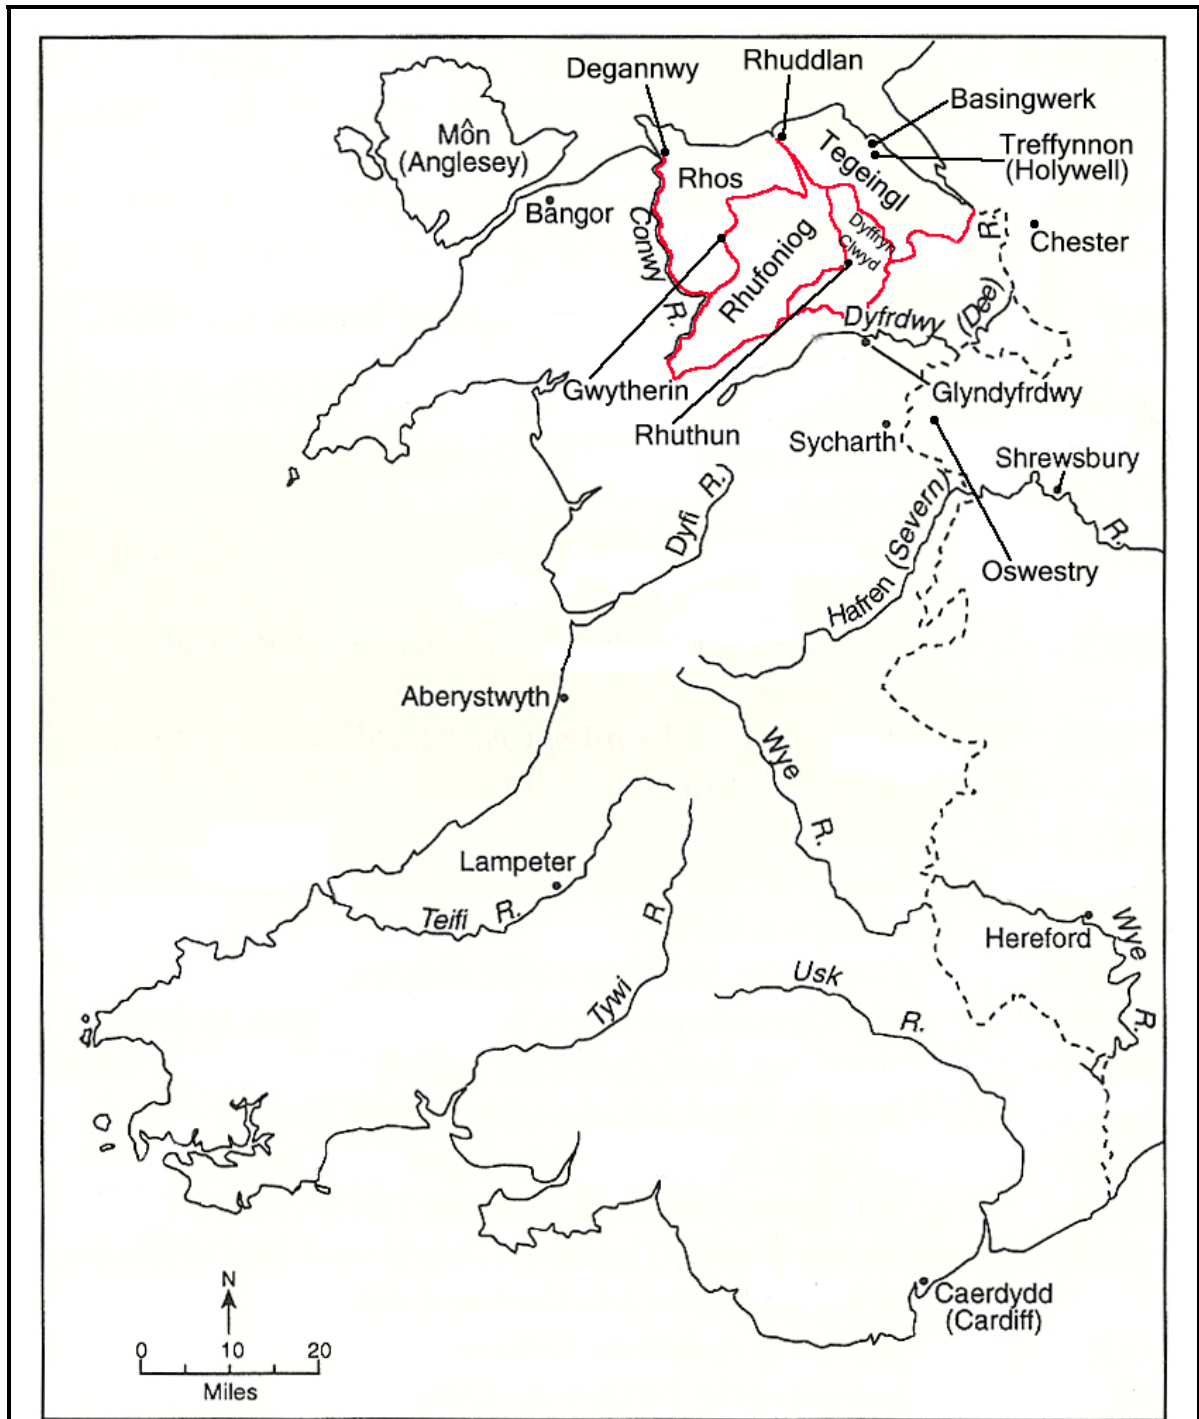 Degannwy
Rhuddlan
Basingwerk
Treffynnon
(Holywell)
Môn
(Anglesey)
Rhos
Tegeingl
Bangor
Conwy
R.
Rhufoniog
Dyffryn
Clwyd
R.
Chester
Dyfrdwy (Dee)
Gwytherin
Glyndyfrdwy
Rhuthun
Sycharth
Shrewsbury
Dyfi R.
Hafren (Severn)
R.
Oswestry
Aberystwyth
Wye
R.
Lampeter
Teifi R.
R
Tywi
Hereford
Wye
R.
Usk
R.
Caerdydd
(Cardiff)
N
0 10 20
Miles